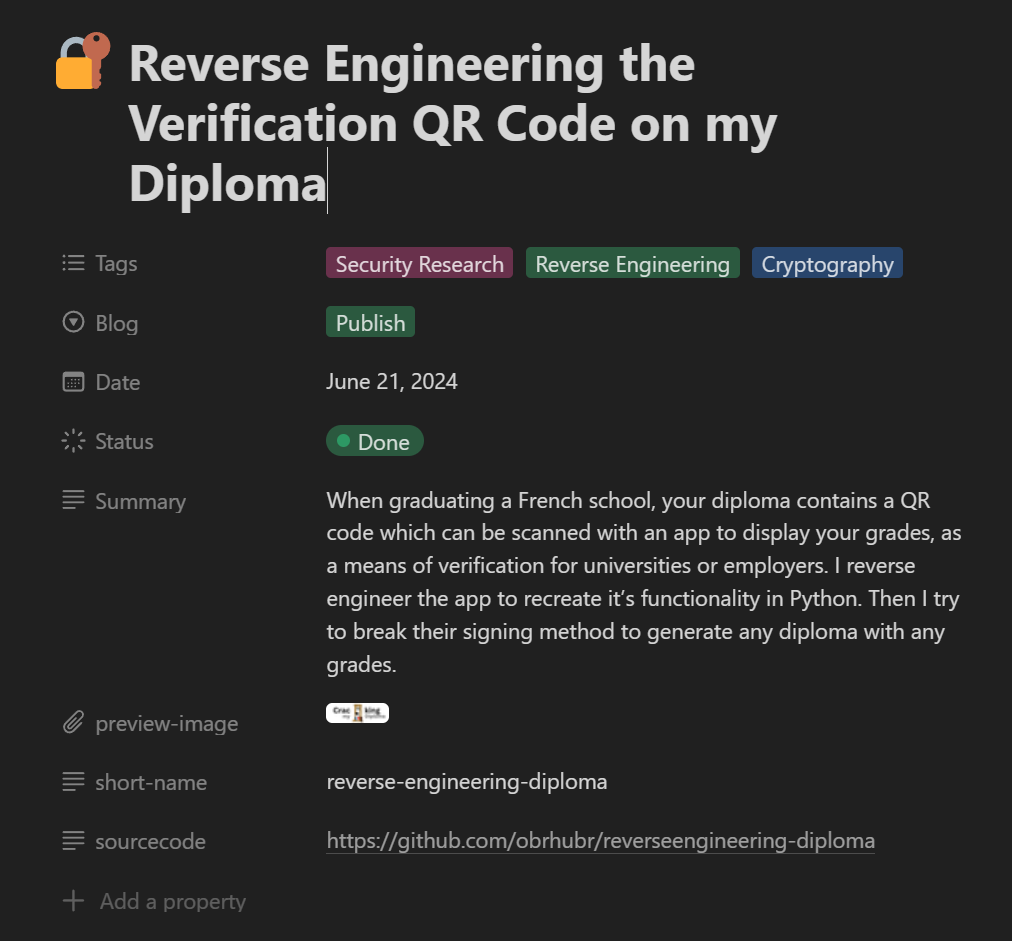 Reverse Engineering the
Verification QR Code on my
Diploma
Tags
Security Research Reverse Engineering Cryptography
Blog
Publish
Date
June 21, 2024
Status
Done
Summary
When graduating a French school, your diploma contains a QR
code which can be scanned with an app to display your grades, as
a means of verification for universities or employers. I reverse
engineer the app to recreate it’s functionality in Python. Then I try
to break their signing method to generate any diploma with any
grades.
preview-image
Crac king
short-name
reverse-engineering-diploma
sourcecode
https://github.com/obrhubr/reverseengineering-diploma
Add a property